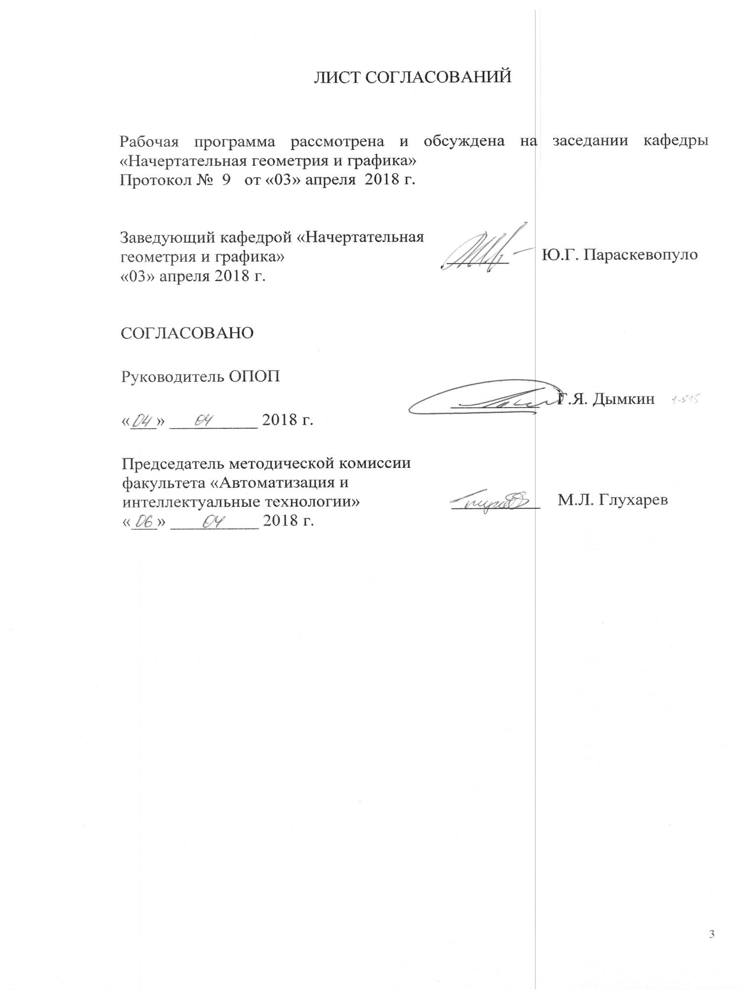 ЛИСТ СОГЛАСОВАНИЙ
Рабочая программа рассмотрена и обсуждена на заседании кафедры
«Начертательная геометрия и графика»
Протокол № 9 от «03» апреля 2018 г.
Заведующий кафедрой «Начертательная
геометрия и графика» Ю.Г. Параскевопуло
«03» апреля 2018 г.
СОГЛАСОВАНО
Руководитель ОПОП
Г.Я. Дымкин 1-515
«04» 04 2018 г.
Председатель методической комиссии
факультета «Автоматизация и
интеллектуальные технологии» М.Л. Глухарев
«06» 04 2018 г.
3